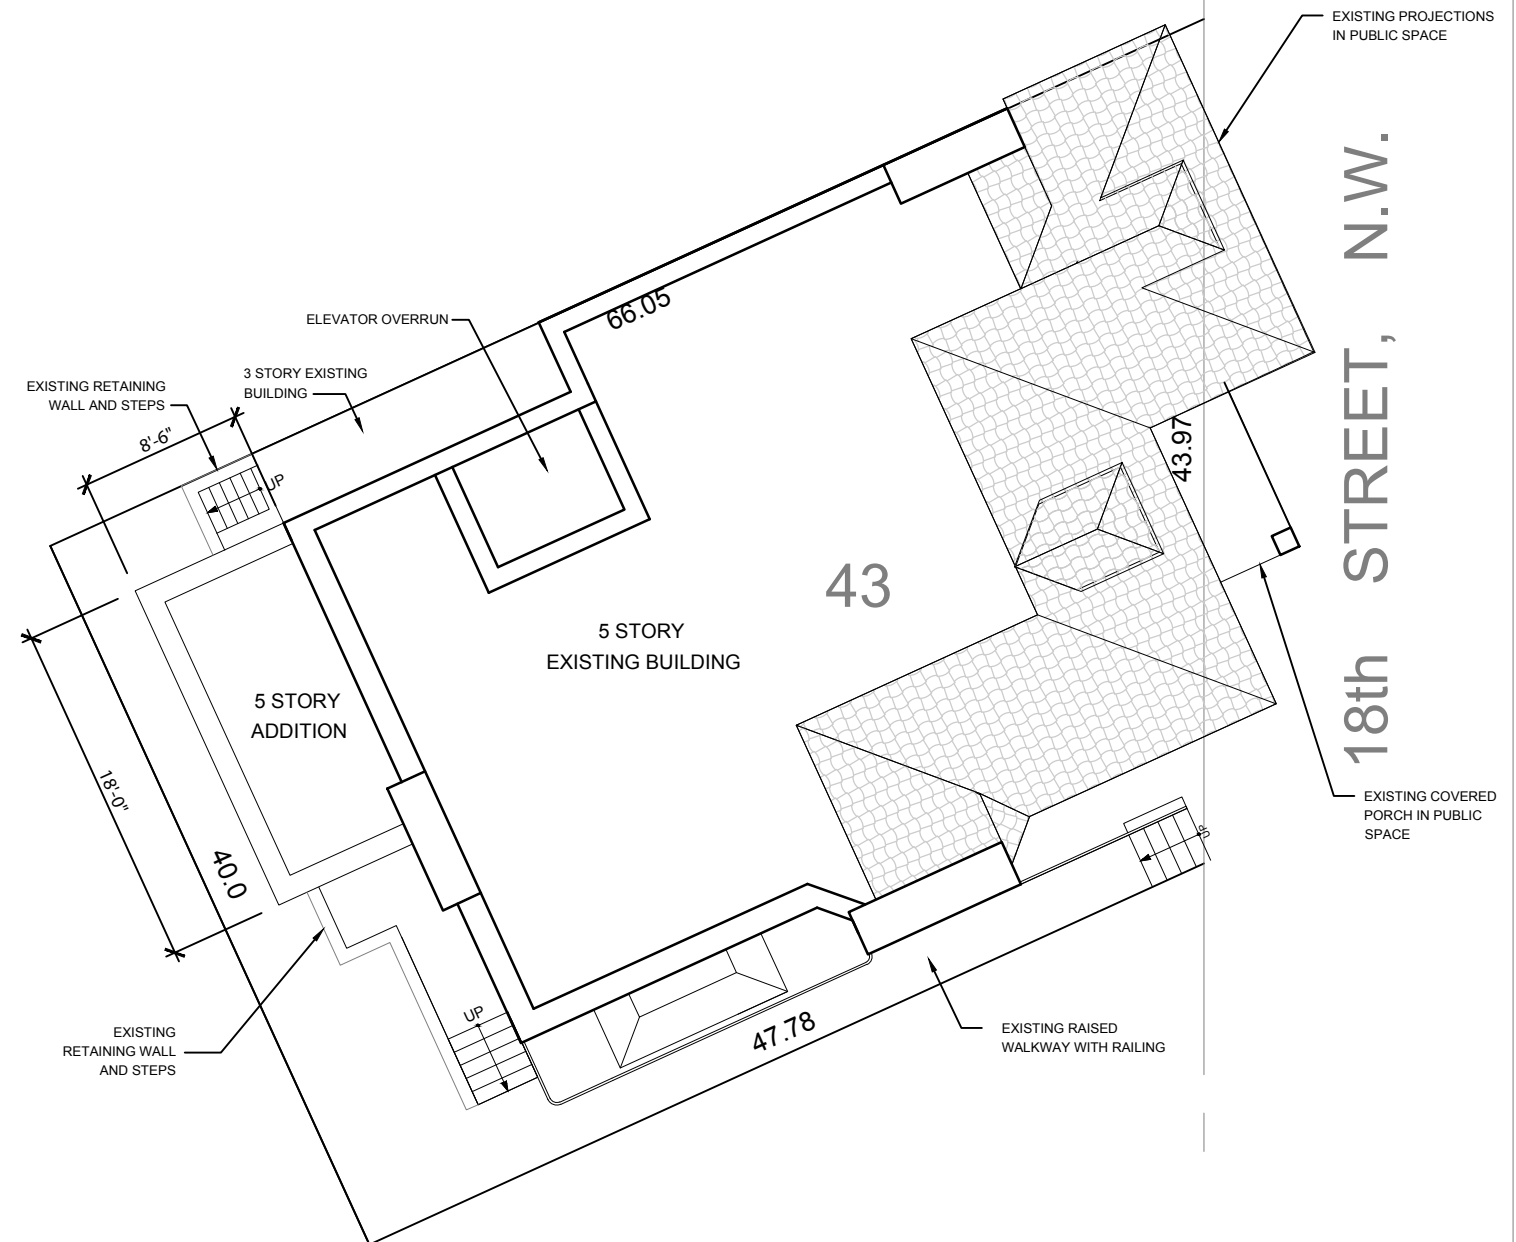 EXISTING PROJECTIONS
IN PUBLIC SPACE
18th STREET, N.W.
66.05
ELEVATOR OVERRUN
3 STORY EXISTING
BUILDING
EXISTING RETAINING
WALL AND STEPS
8'-6"
UP
43.97
43
5 STORY
EXISTING BUILDING
5 STORY
ADDITION
18'-0"
40.0
EXISTING COVERED
PORCH IN PUBLIC
SPACE
UP
UP
47.78
EXISTING RAISED
WALKWAY WITH RAILING
EXISTING
RETAINING WALL
AND STEPS